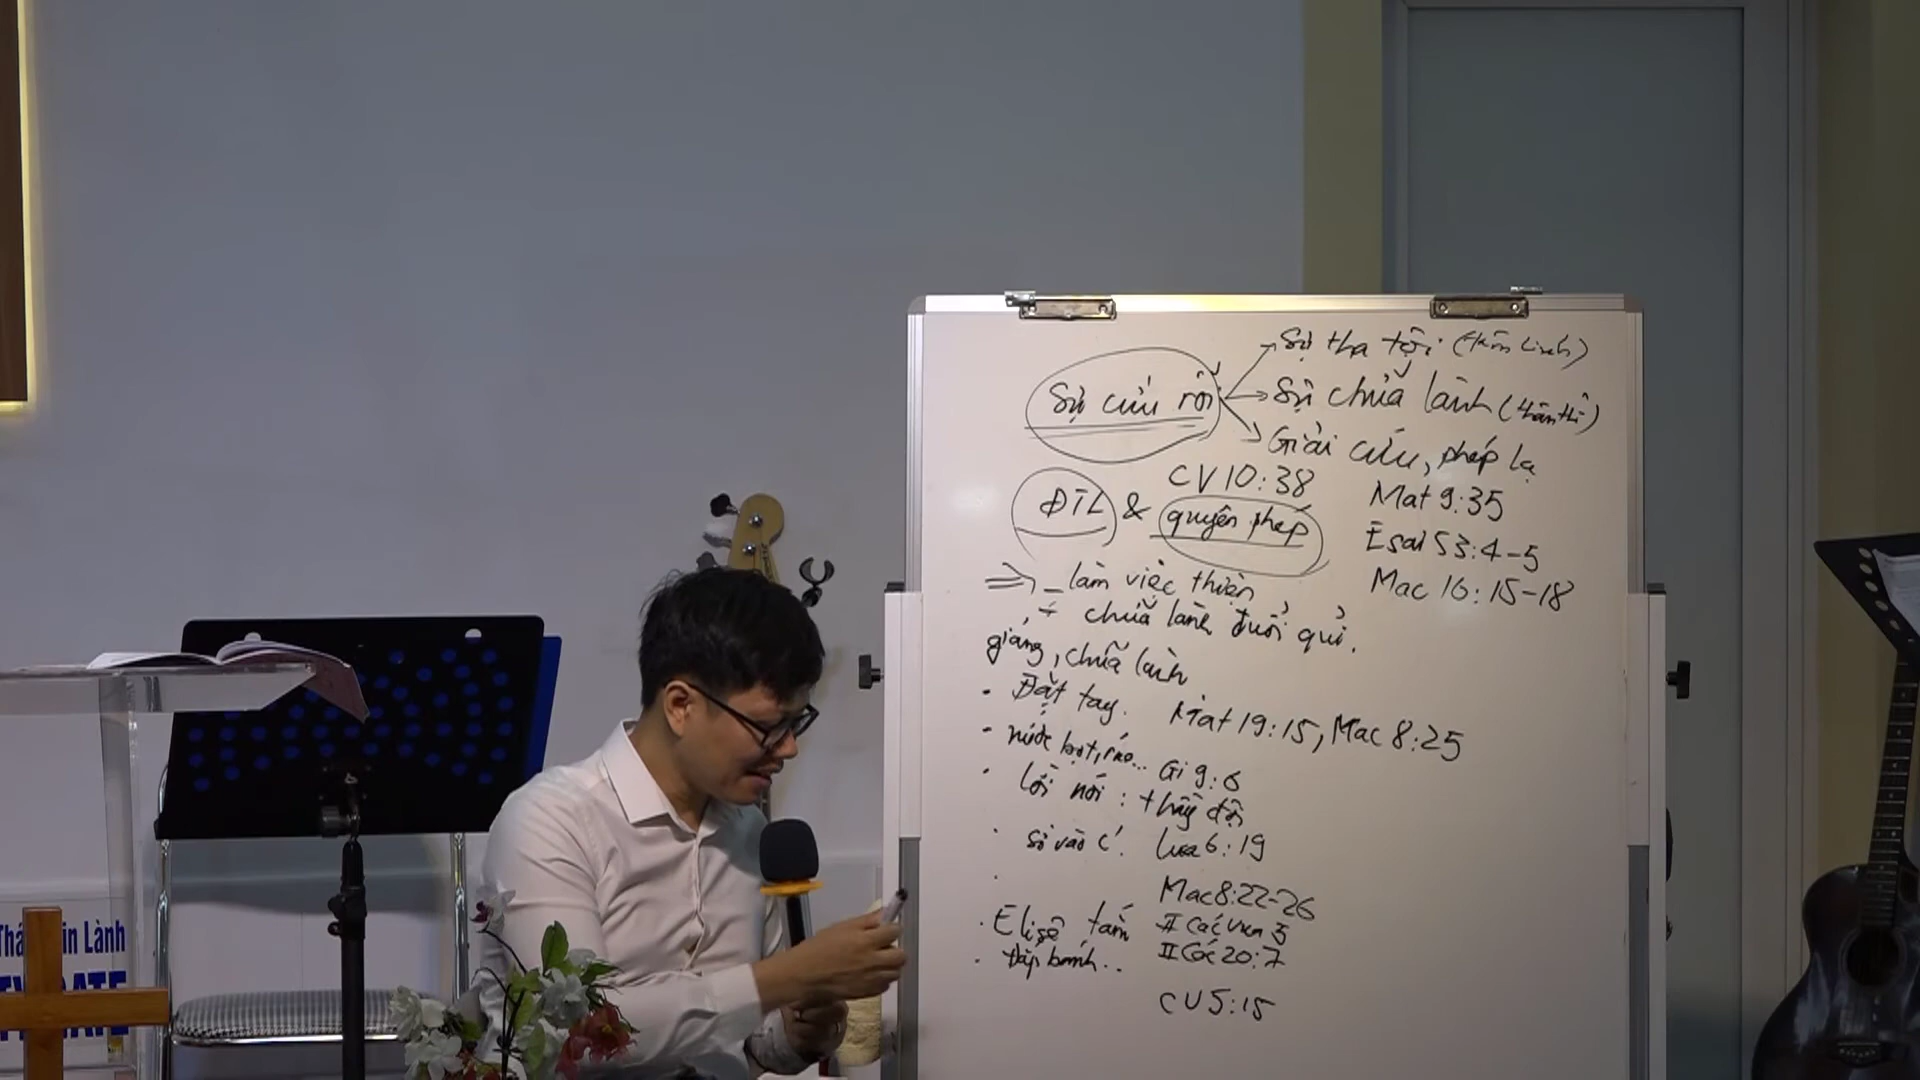 Sự tha tội (tâm linh)
Sự cứu rỗi
Sự chữa lành (thân thể)
Giải cứu, phép lạ
CV 10:38
Mat 9:35
ĐTL & quyền phép
Êsai 53:4-5
Mac 16:15-18
=> - làm việc thiện
+ chữa lành, đuổi quỉ.
giảng, chữa lành
· Đặt tay. Mat 19:15, Mac 8:25
- nước bọt, ... Gi 9:6
· lời nói : thầy đội
· sờ vào Luca 6:19
Mac 8:22-26
· Êlisê tắm II Các Vua 5
· đắp bánh.. II Các 20:7
CV 5:15
Tin Lành